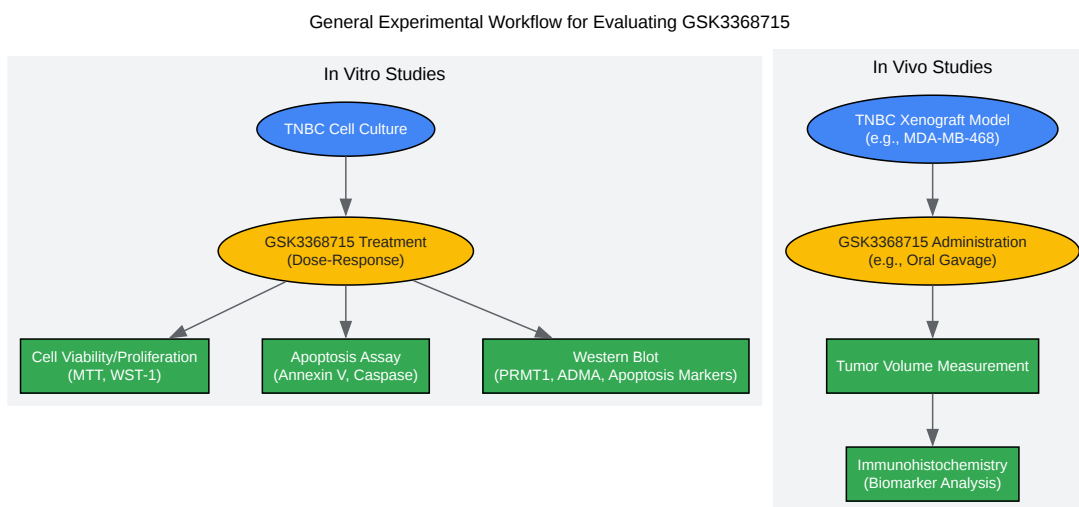 General Experimental Workflow for Evaluating GSK3368715
In Vitro Studies
TNBC Cell Culture
GSK3368715 Treatment
(Dose-Response)
Cell Viability/Proliferation
(MTT, WST-1)
Apoptosis Assay
(Annexin V, Caspase)
Western Blot
(PRMT1, ADMA, Apoptosis Markers)
In Vivo Studies
TNBC Xenograft Model
(e.g., MDA-MB-468)
GSK3368715 Administration
(e.g., Oral Gavage)
Tumor Volume Measurement
Immunohistochemistry
(Biomarker Analysis)